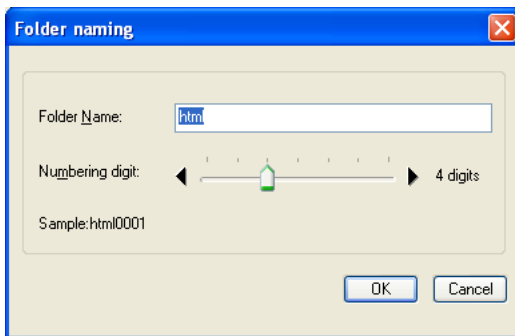 Folder naming
Folder Name: html
Numbering digit: 4 digits
Sample:html0001
OK Cancel